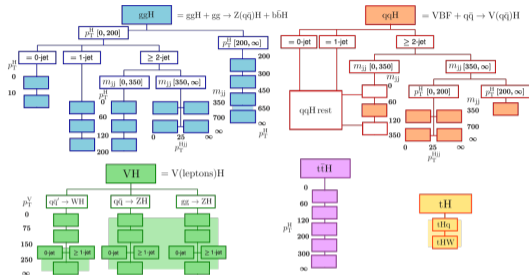 ggH = ggH + gg → Z(qq̄)H + bb̄H
p_T^H [0, 200]
p_T^H [200, ∞]
= 0-jet
= 1-jet
≥ 2-jet
m_jj [0, 350]
m_jj [350, ∞]
p_T^H
0
10
p_T^H
0
60
120
200
m_jj
350
700
∞
0 25 ∞
p_T^Hjj
200
300
450
650
∞
p_T^H
qqH = VBF + qq̄ → V(qq̄)H
= 0-jet
= 1-jet
≥ 2-jet
m_jj [0, 350]
m_jj [350, ∞]
qqH rest
m_jj
0
60
120
350
p_T^H [0, 200]
p_T^H [200, ∞]
m_jj
350
700
∞
0 25 ∞
p_T^Hjj
VH = V(leptons)H
p_T^V
qq̄' → WH
qq̄ → ZH
gg → ZH
0
75
150
250
∞
0-jet
≥ 1-jet
0-jet
≥ 1-jet
0-jet
≥ 1-jet
tt̄H
p_T^H
0
60
120
200
300
∞
tH
tHq
tHW